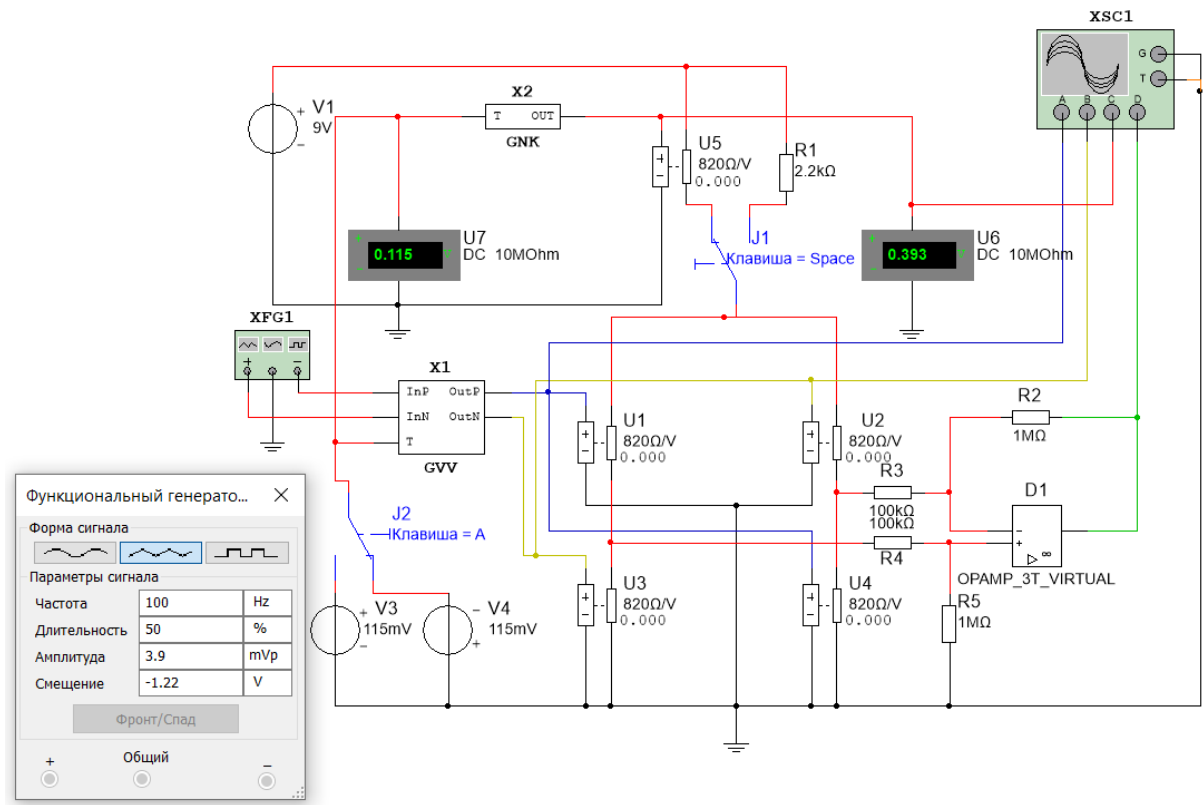 XSC1
G
T
A B C D
V1
9V
X2
T OUT
GNK
U5
820Ω/V
0.000
R1
2.2kΩ
U7
DC 10MOhm
0.115
J1
Клавиша = Space
U6
DC 10MOhm
0.393
XFG1
X1
InP OutP
InN OutN
T
GVV
U1
820Ω/V
0.000
U2
820Ω/V
0.000
R2
1MΩ
R3
100kΩ
100kΩ
R4
D1
OPAMP_3T_VIRTUAL
J2
Клавиша = A
U3
820Ω/V
0.000
U4
820Ω/V
0.000
R5
1MΩ
V3
115mV
V4
115mV
Функциональный генерато...
Форма сигнала
Параметры сигнала
Частота 100 Hz
Длительность 50 %
Амплитуда 3.9 mVp
Смещение -1.22 V
Фронт/Спад
+ Общий −